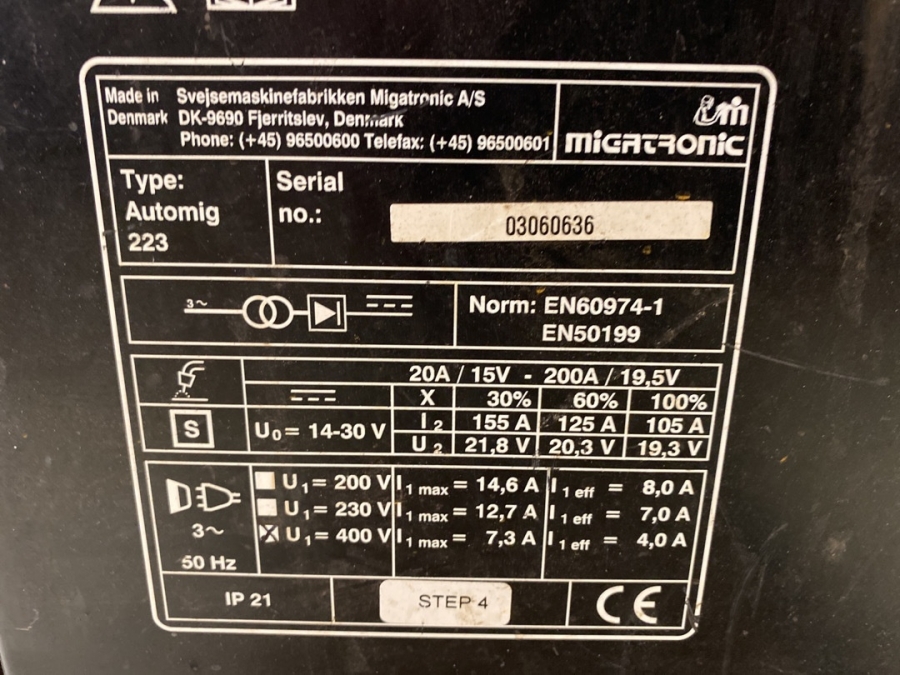 Made in Svejsemaskinefabrikken Migatronic A/S
Denmark DK-9690 Fjerritslev, Denmark
Phone: (+45) 96500600 Telefax: (+45) 96500601
MIGATRONIC
Type: Serial
Automig no.: 03060636
223
3~ Norm: EN60974-1
EN50199
20A / 15V - 200A / 19,5V
X 30% 60% 100%
S U0= 14-30 V I2 155 A 125 A 105 A
U2 21,8 V 20,3 V 19,3 V
U1= 200 V I1 max = 14,6 A I1 eff = 8,0 A
U1= 230 V I1 max = 12,7 A I1 eff = 7,0 A
3~ U1= 400 V I1 max = 7,3 A I1 eff = 4,0 A
50 Hz
IP 21 STEP 4 CE